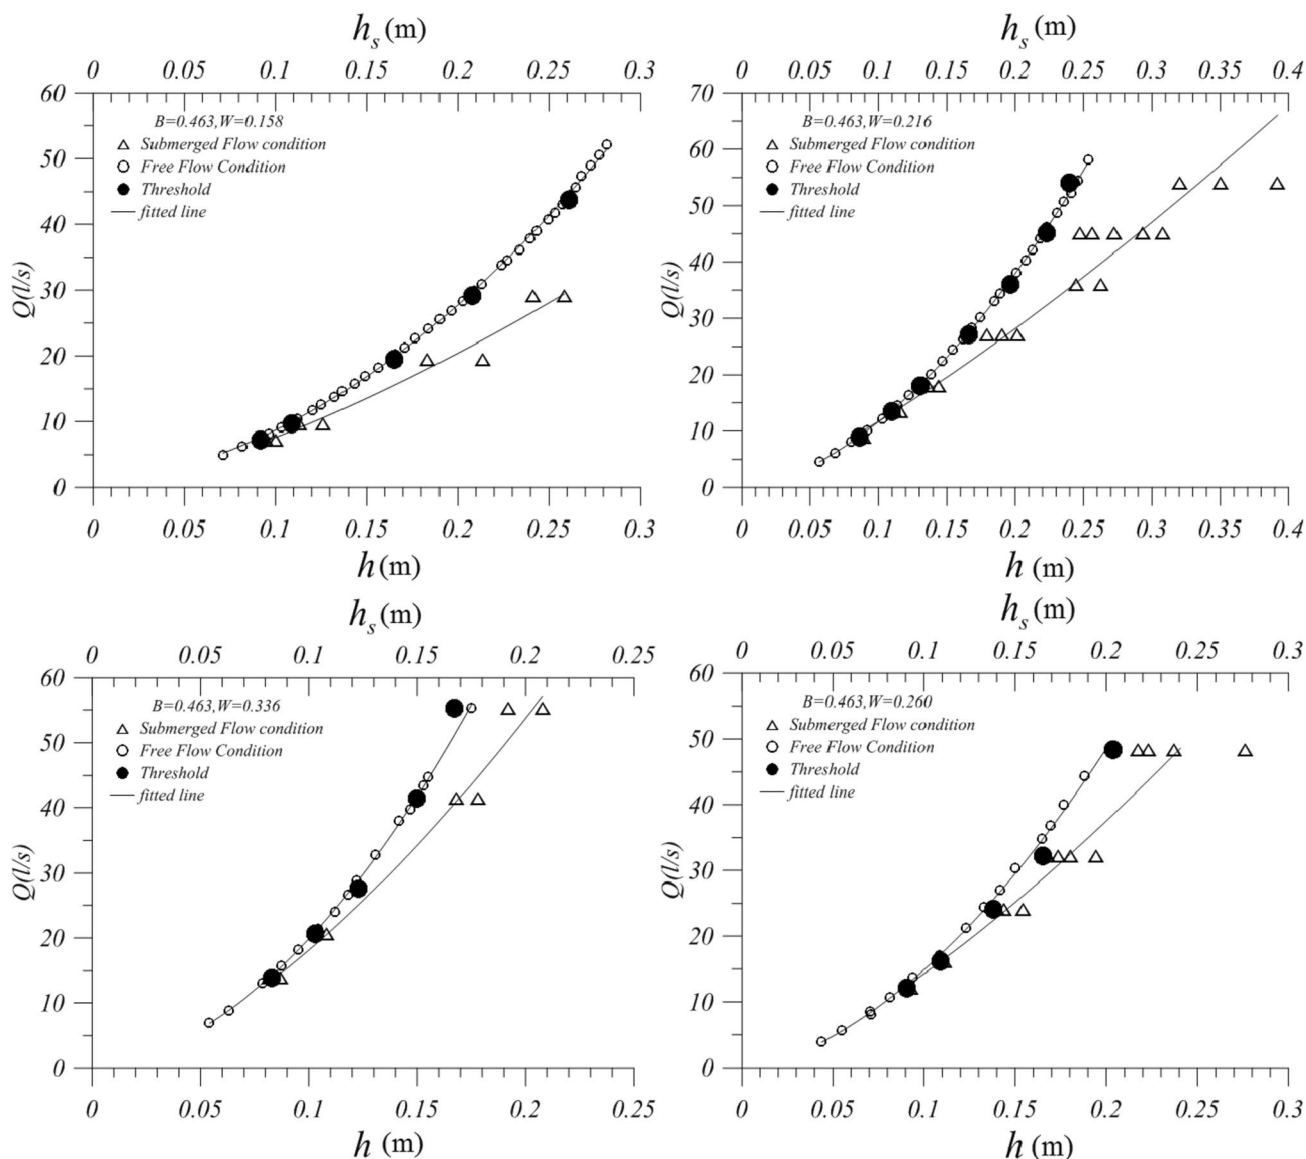 h_s (m)
0 0.05 0.1 0.15 0.2 0.25 0.3
60
50
40
30
20
10
0
Q(l/s)
B=0.463,W=0.158
Submerged Flow condition
Free Flow Condition
Threshold
fitted line
0 0.05 0.1 0.15 0.2 0.25 0.3
h (m)
h_s (m)
0 0.05 0.1 0.15 0.2 0.25 0.3 0.35 0.4
70
60
50
40
30
20
10
0
Q(l/s)
B=0.463,W=0.216
Submerged Flow condition
Free Flow Condition
Threshold
fitted line
0 0.05 0.1 0.15 0.2 0.25 0.3 0.35 0.4
h (m)
h_s (m)
0 0.05 0.1 0.15 0.2 0.25
60
50
40
30
20
10
0
Q(l/s)
B=0.463,W=0.336
Submerged Flow condition
Free Flow Condition
Threshold
fitted line
0 0.05 0.1 0.15 0.2 0.25
h (m)
h_s (m)
0 0.05 0.1 0.15 0.2 0.25 0.3
60
50
40
30
20
10
0
Q(l/s)
B=0.463,W=0.260
Submerged Flow condition
Free Flow Condition
Threshold
fitted line
0 0.05 0.1 0.15 0.2 0.25 0.3
h (m)